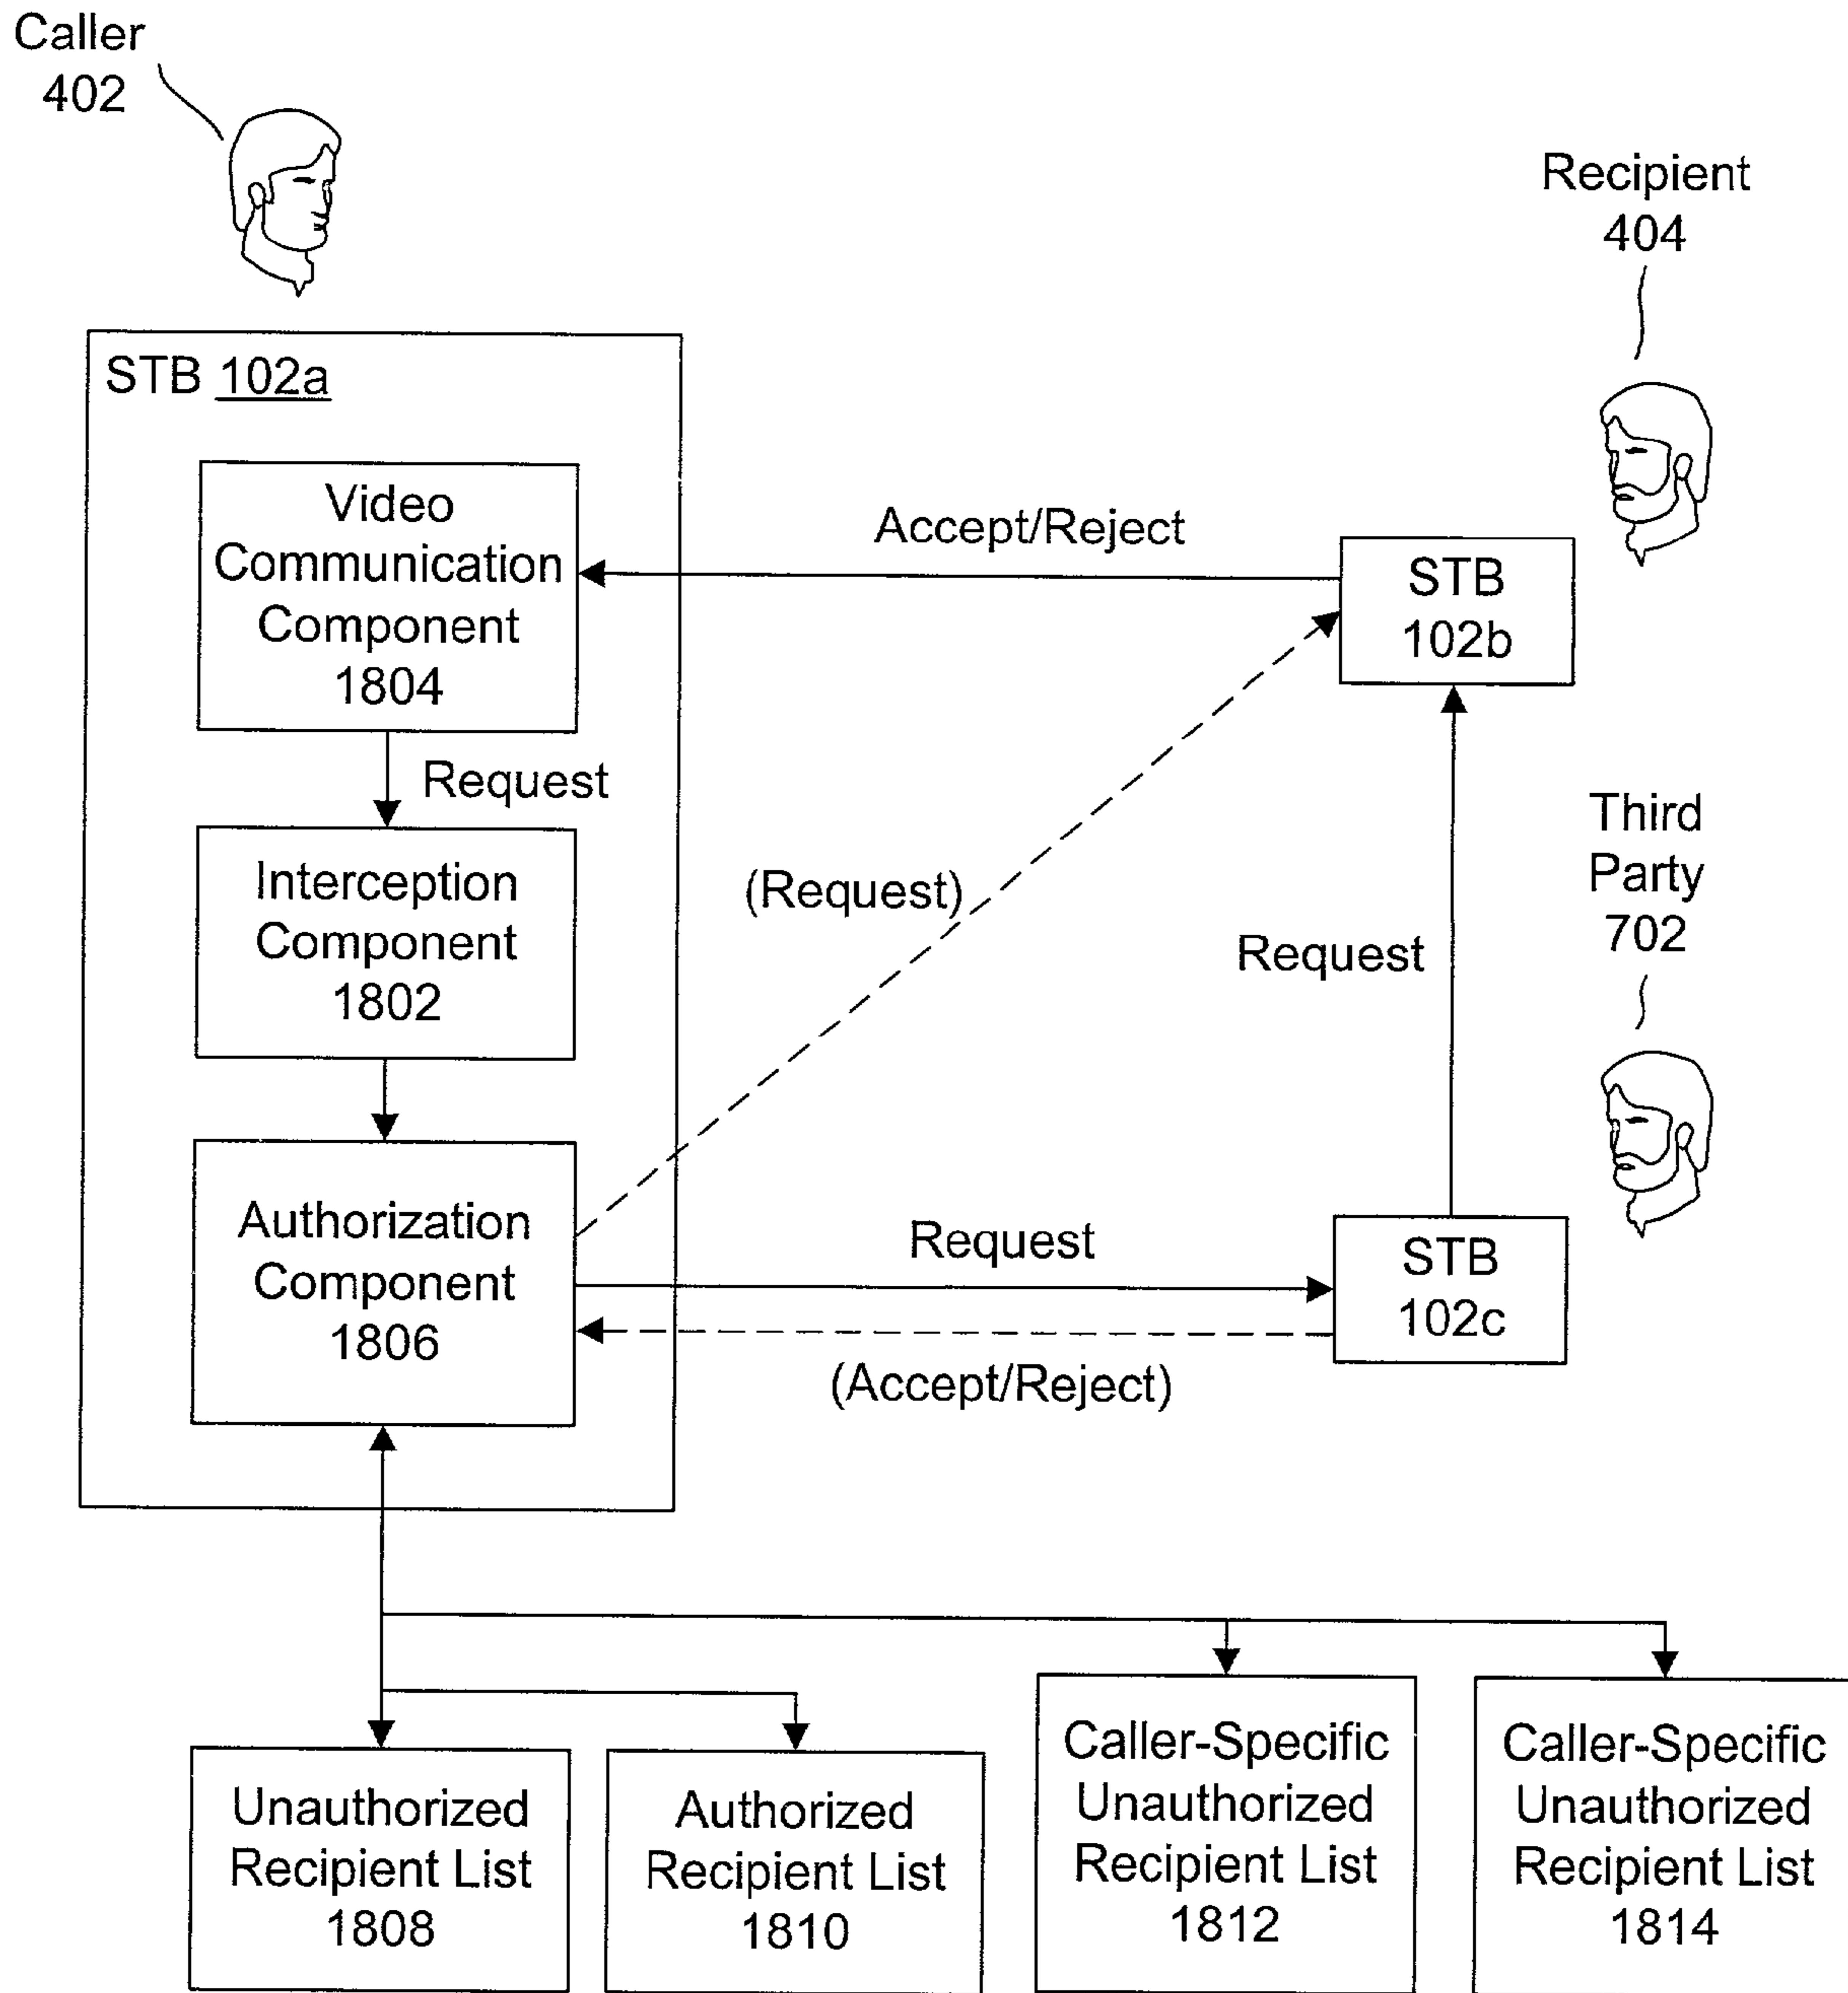 Caller
402
Recipient
404
STB 102a
Video
Communication
Component
1804
Accept/Reject
STB
102b
Request
Interception
Component
1802
(Request)
Request
Third
Party
702
Authorization
Component
1806
Request
STB
102c
(Accept/Reject)
Unauthorized
Recipient List
1808
Authorized
Recipient List
1810
Caller-Specific
Unauthorized
Recipient List
1812
Caller-Specific
Unauthorized
Recipient List
1814